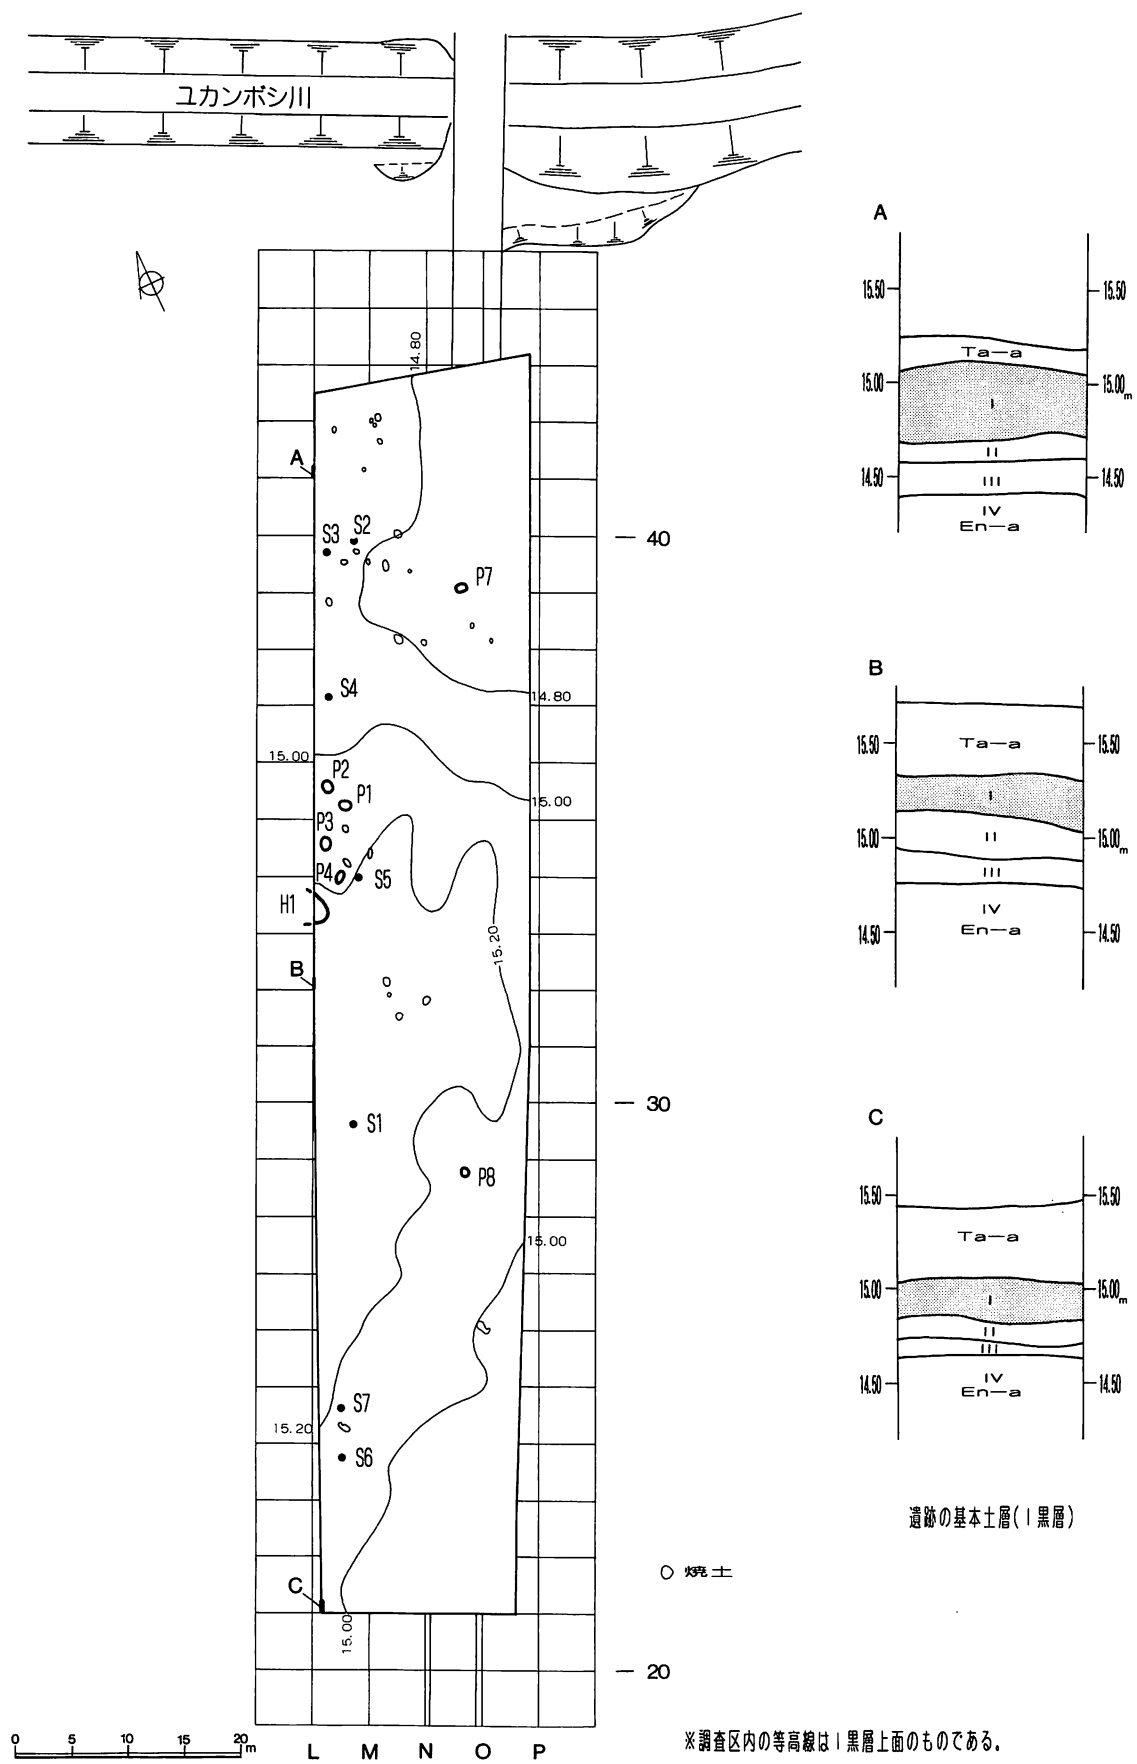 ユカンボシ川
A
15.50
15.50
Ta-a
15.00
15.00m
I
II
14.50
III
14.50
IV
En-a
14.80
A
S3
S2
40
P7
S4
14.80
15.00
P2
P1
15.00
P3
P4
S5
H1
15.20
B
B
15.50
Ta-a
15.50
I
15.00
II
15.00m
III
IV
14.50
En-a
14.50
30
S1
P8
15.00
C
15.50
15.50
Ta-a
15.00
15.00m
I
II
III
IV
14.50
En-a
14.50
S7
15.20
S6
遺跡の基本土層(I黒層)
焼土
C
15.00
20
0 5 10 15 20m
L M N O P
※調査区内の等高線はI黒層上面のものである。